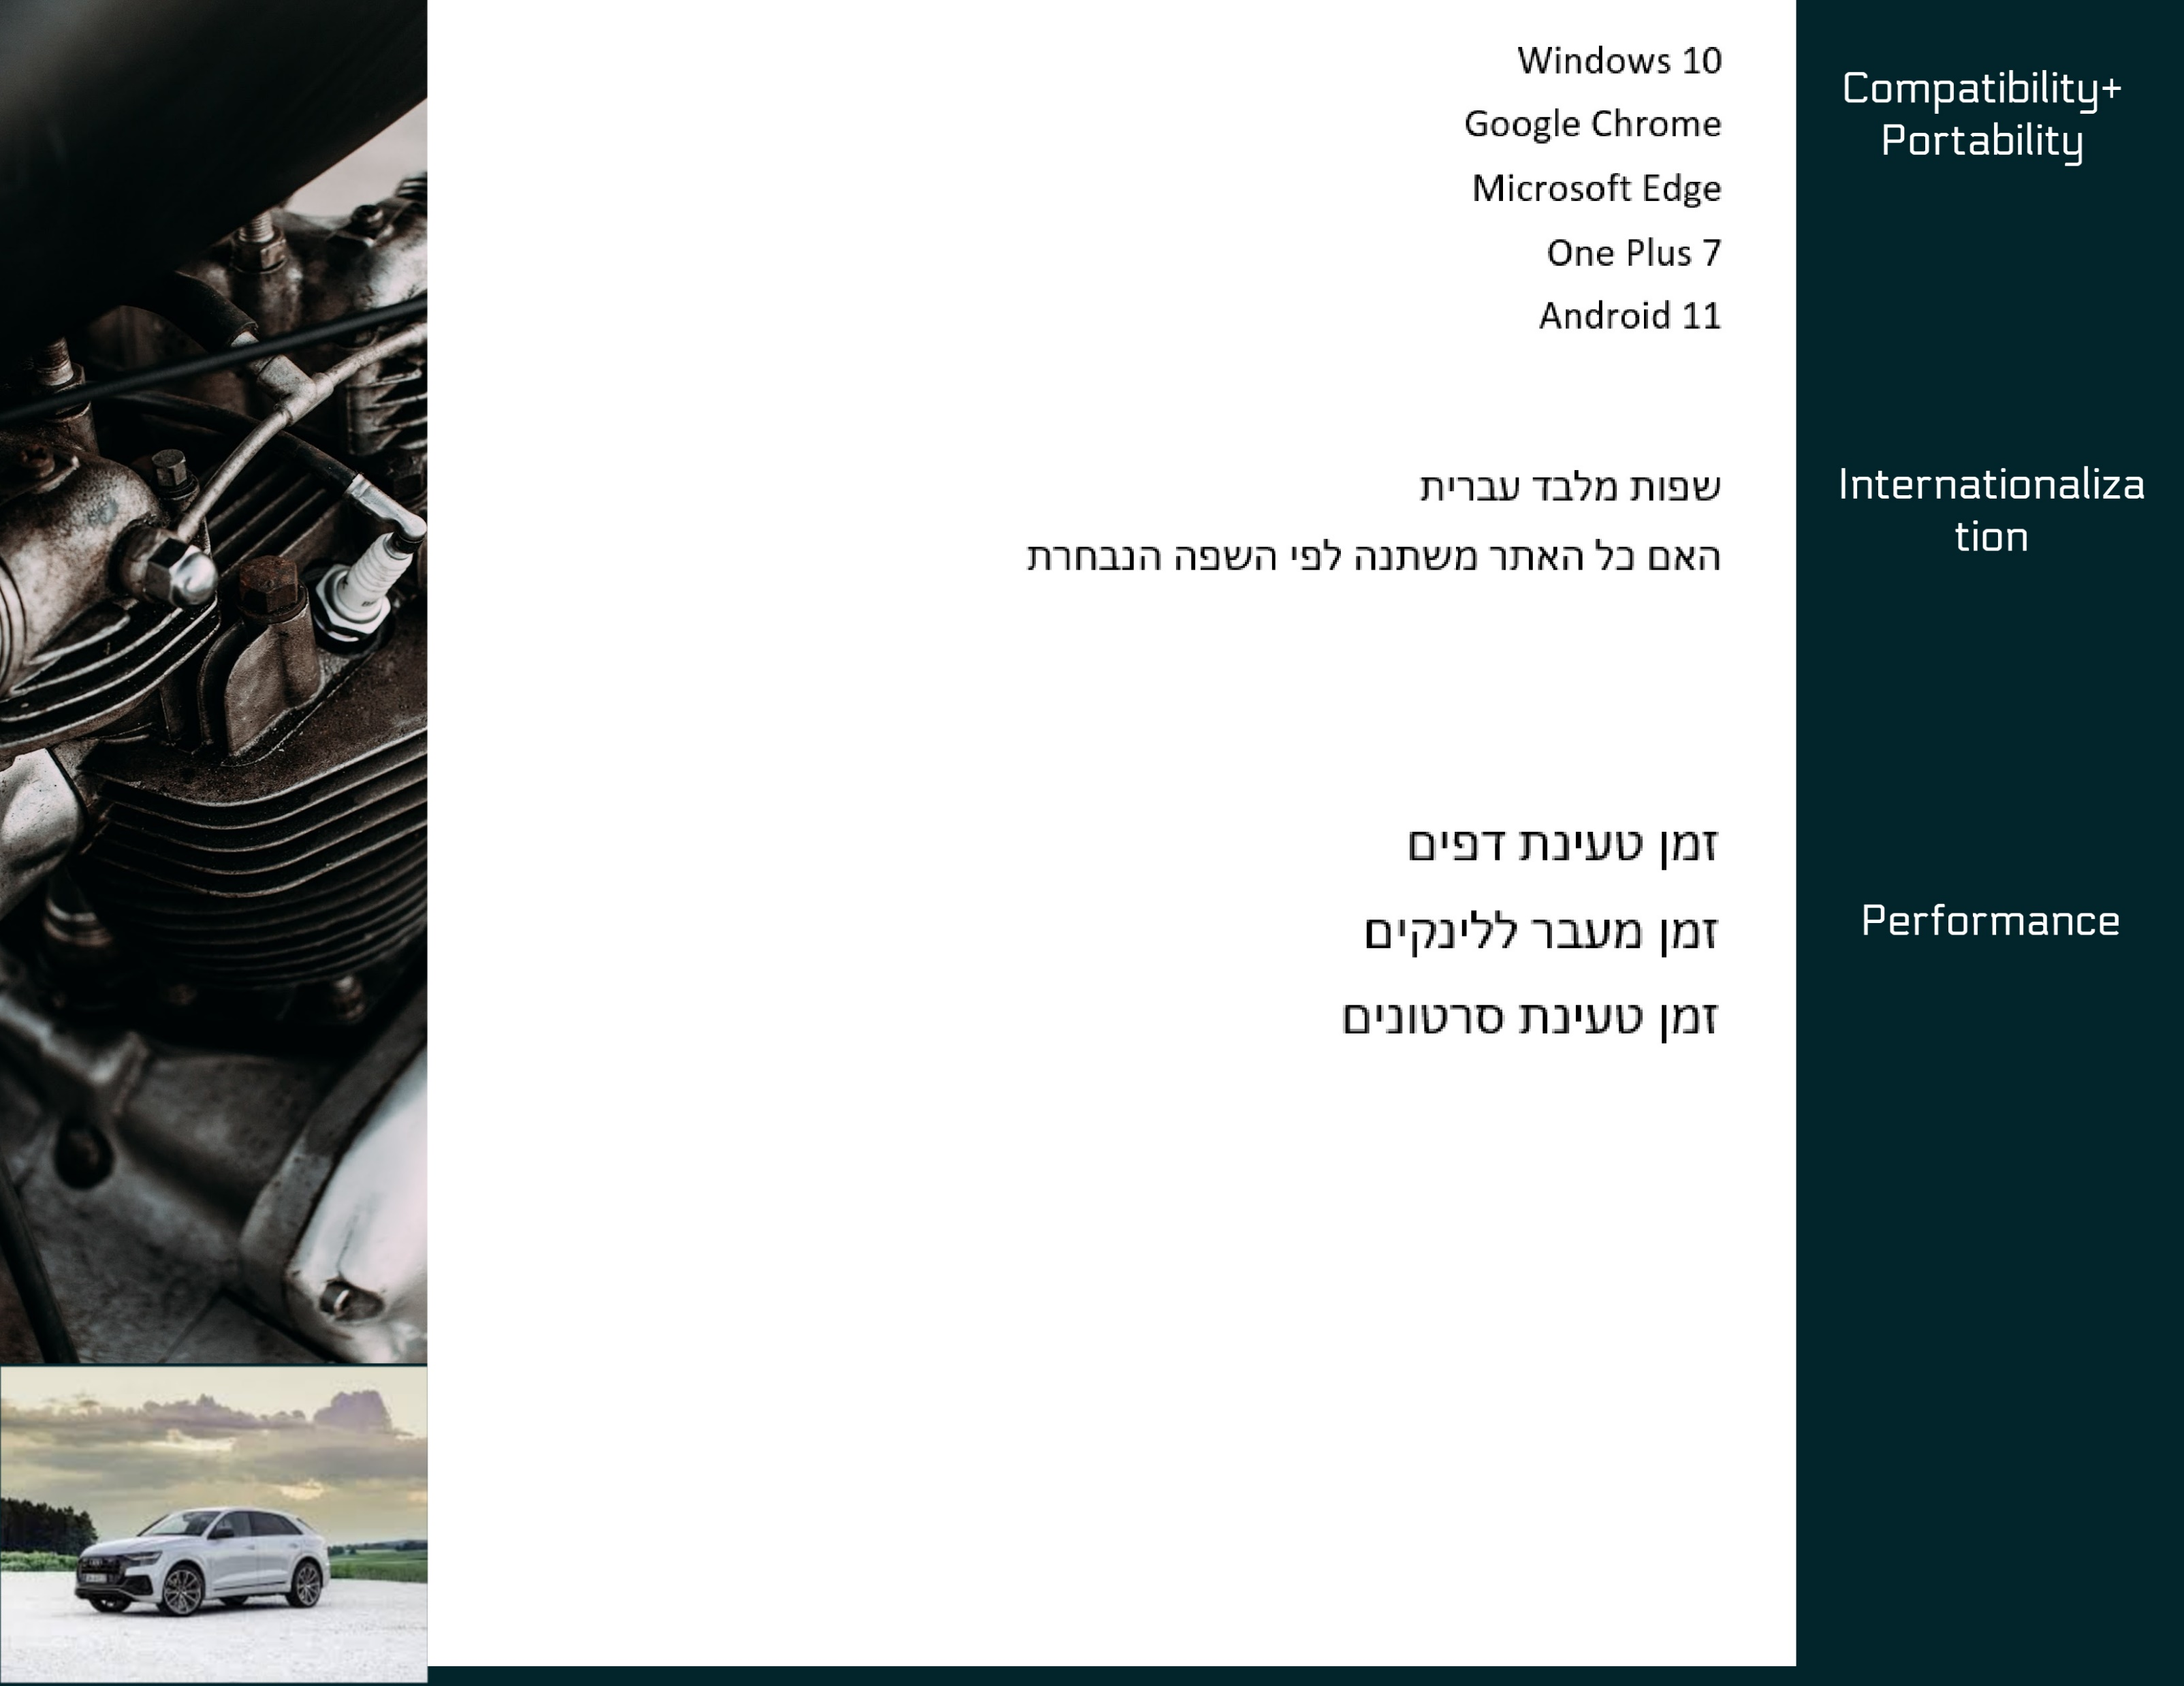 Compatibility+
Portability
Windows 10
Google Chrome
Microsoft Edge
One Plus 7
Android 11
Internationaliza
tion
שפות מלבד עברית
האם כל האתר משתנה לפי השפה הנבחרת
Performance
זמן טעינת דפים
זמן מעבר ללינקים
זמן טעינת סרטונים